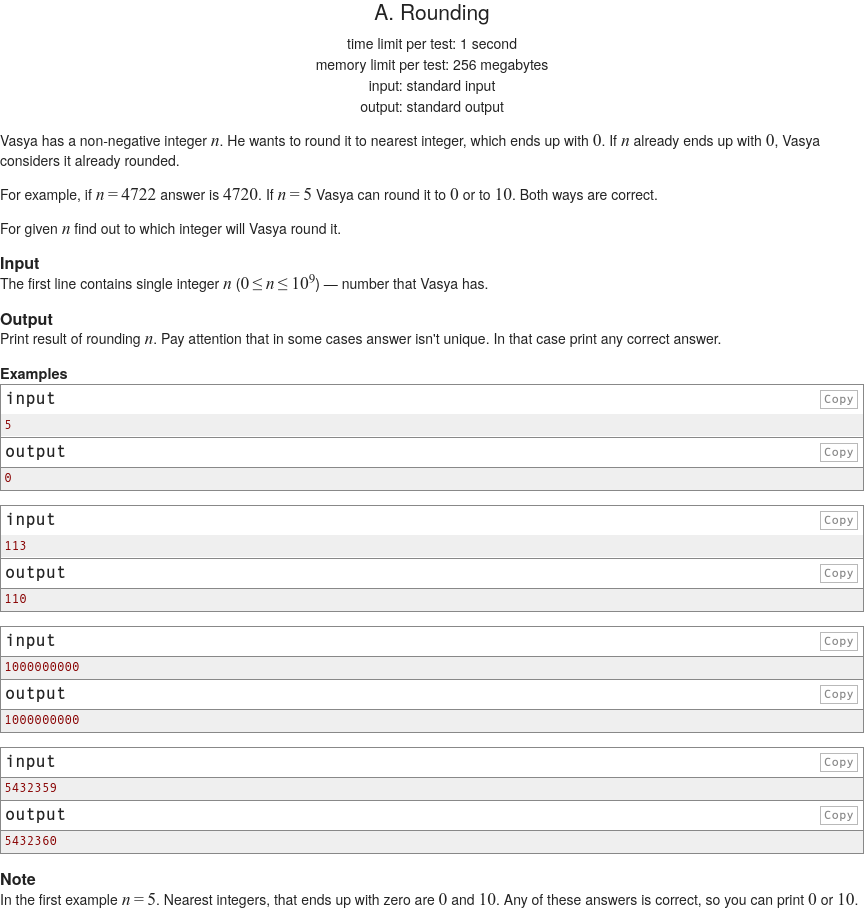 A. Rounding
time limit per test: 1 second
memory limit per test: 256 megabytes
input: standard input
output: standard output
Vasya has a non-negative integer n. He wants to round it to nearest integer, which ends up with 0. If n already ends up with 0, Vasya
considers it already rounded.
For example, if n = 4722 answer is 4720. If n = 5 Vasya can round it to 0 or to 10. Both ways are correct.
For given n find out to which integer will Vasya round it.
Input
The first line contains single integer n (0 ≤ n ≤ 10⁹) — number that Vasya has.
Output
Print result of rounding n. Pay attention that in some cases answer isn't unique. In that case print any correct answer.
Examples
input Copy
5
output Copy
0
input Copy
113
output Copy
110
input Copy
1000000000
output Copy
1000000000
input Copy
5432359
output Copy
5432360
Note
In the first example n = 5. Nearest integers, that ends up with zero are 0 and 10. Any of these answers is correct, so you can print 0 or 10.